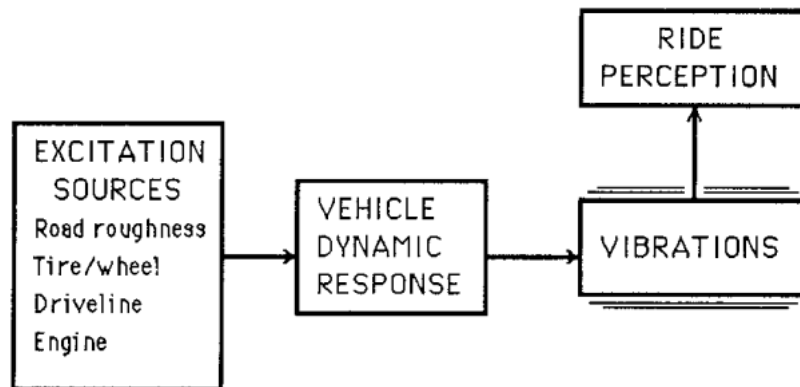 EXCITATION
SOURCES
Road roughness
Tire/wheel
Driveline
Engine
VEHICLE
DYNAMIC
RESPONSE
VIBRATIONS
RIDE
PERCEPTION